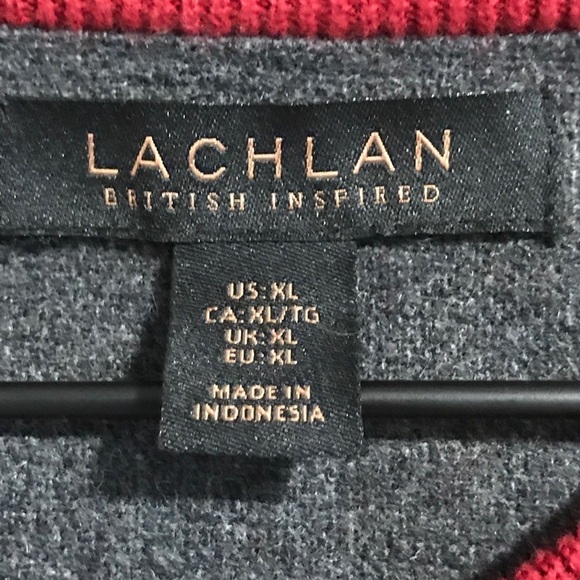 LACHLAN
BRITISH INSPIRED
US: XL
CA: XL/TG
UK: XL
EU: XL
MADE IN
INDONESIA